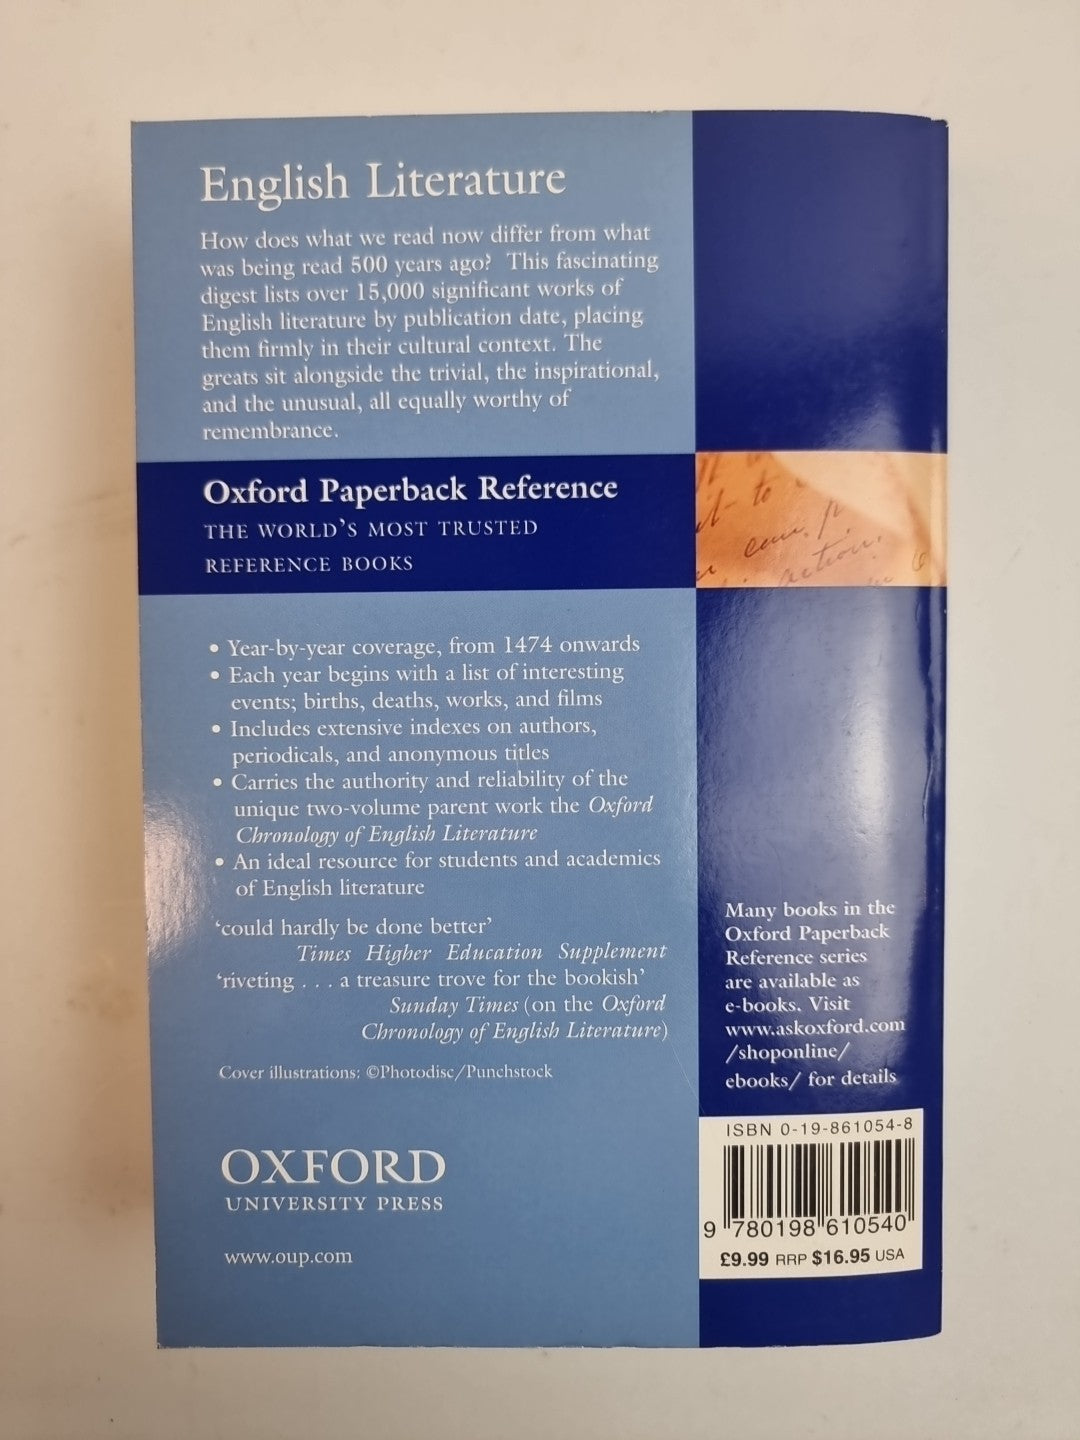 English Literature
How does what we read now differ from what
was being read 500 years ago? This fascinating
digest lists over 15,000 significant works of
English literature by publication date, placing
them firmly in their cultural context. The
greats sit alongside the trivial, the inspirational,
and the unusual, all equally worthy of
remembrance.
Oxford Paperback Reference
THE WORLD'S MOST TRUSTED
REFERENCE BOOKS
• Year-by-year coverage, from 1474 onwards
• Each year begins with a list of interesting
events; births, deaths, works, and films
• Includes extensive indexes on authors,
periodicals, and anonymous titles
• Carries the authority and reliability of the
unique two-volume parent work the Oxford
Chronology of English Literature
• An ideal resource for students and academics
of English literature
'could hardly be done better'
Times Higher Education Supplement
'riveting . . . a treasure trove for the bookish'
Sunday Times (on the Oxford
Chronology of English Literature)
Cover illustrations: ©Photodisc/Punchstock
OXFORD
UNIVERSITY PRESS
www.oup.com
to
action.
Many books in the
Oxford Paperback
Reference series
are available as
e-books. Visit
www.askoxford.com
/shoponline/
ebooks/ for details
ISBN 0-19-861054-8
9 780198 610540
£9.99 RRP $16.95 USA